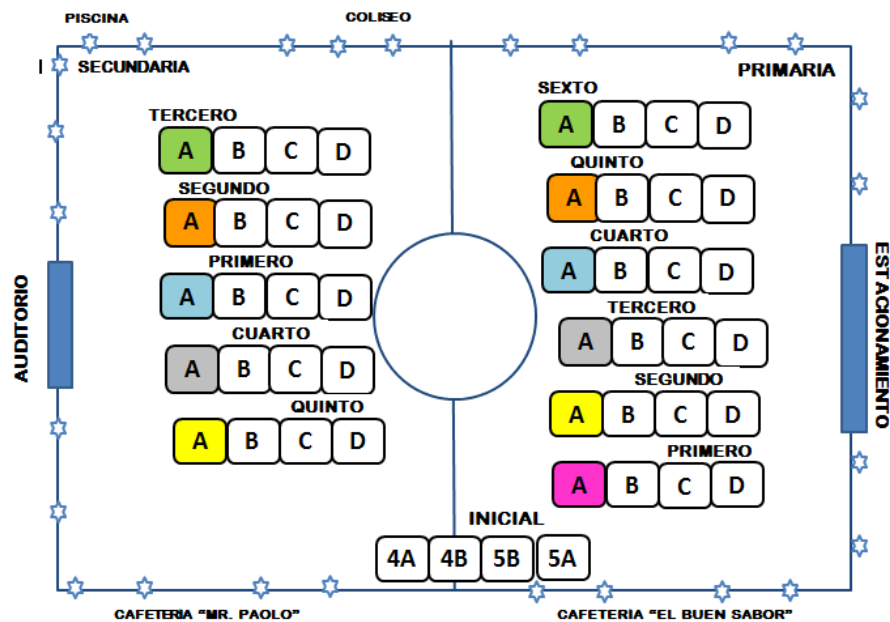 PISCINA
COLISEO
I SECUNDARIA
PRIMARIA
TERCERO
A B C D
SEGUNDO
A B C D
PRIMERO
A B C D
CUARTO
A B C D
QUINTO
A B C D
SEXTO
A B C D
QUINTO
A B C D
CUARTO
A B C D
TERCERO
A B C D
SEGUNDO
A B C D
PRIMERO
A B C D
INICIAL
4A 4B 5B 5A
AUDITORIO
ESTACIONAMIENTO
CAFETERIA "MR. PAOLO"
CAFETERIA "EL BUEN SABOR"